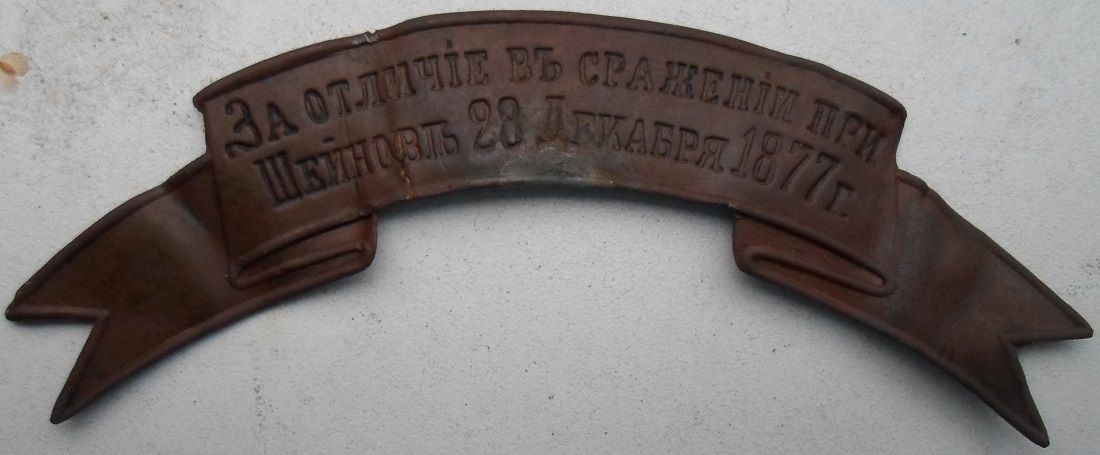 За отличіе въ сраженіи при
Шейновѣ 28 Декабря 1877 г.